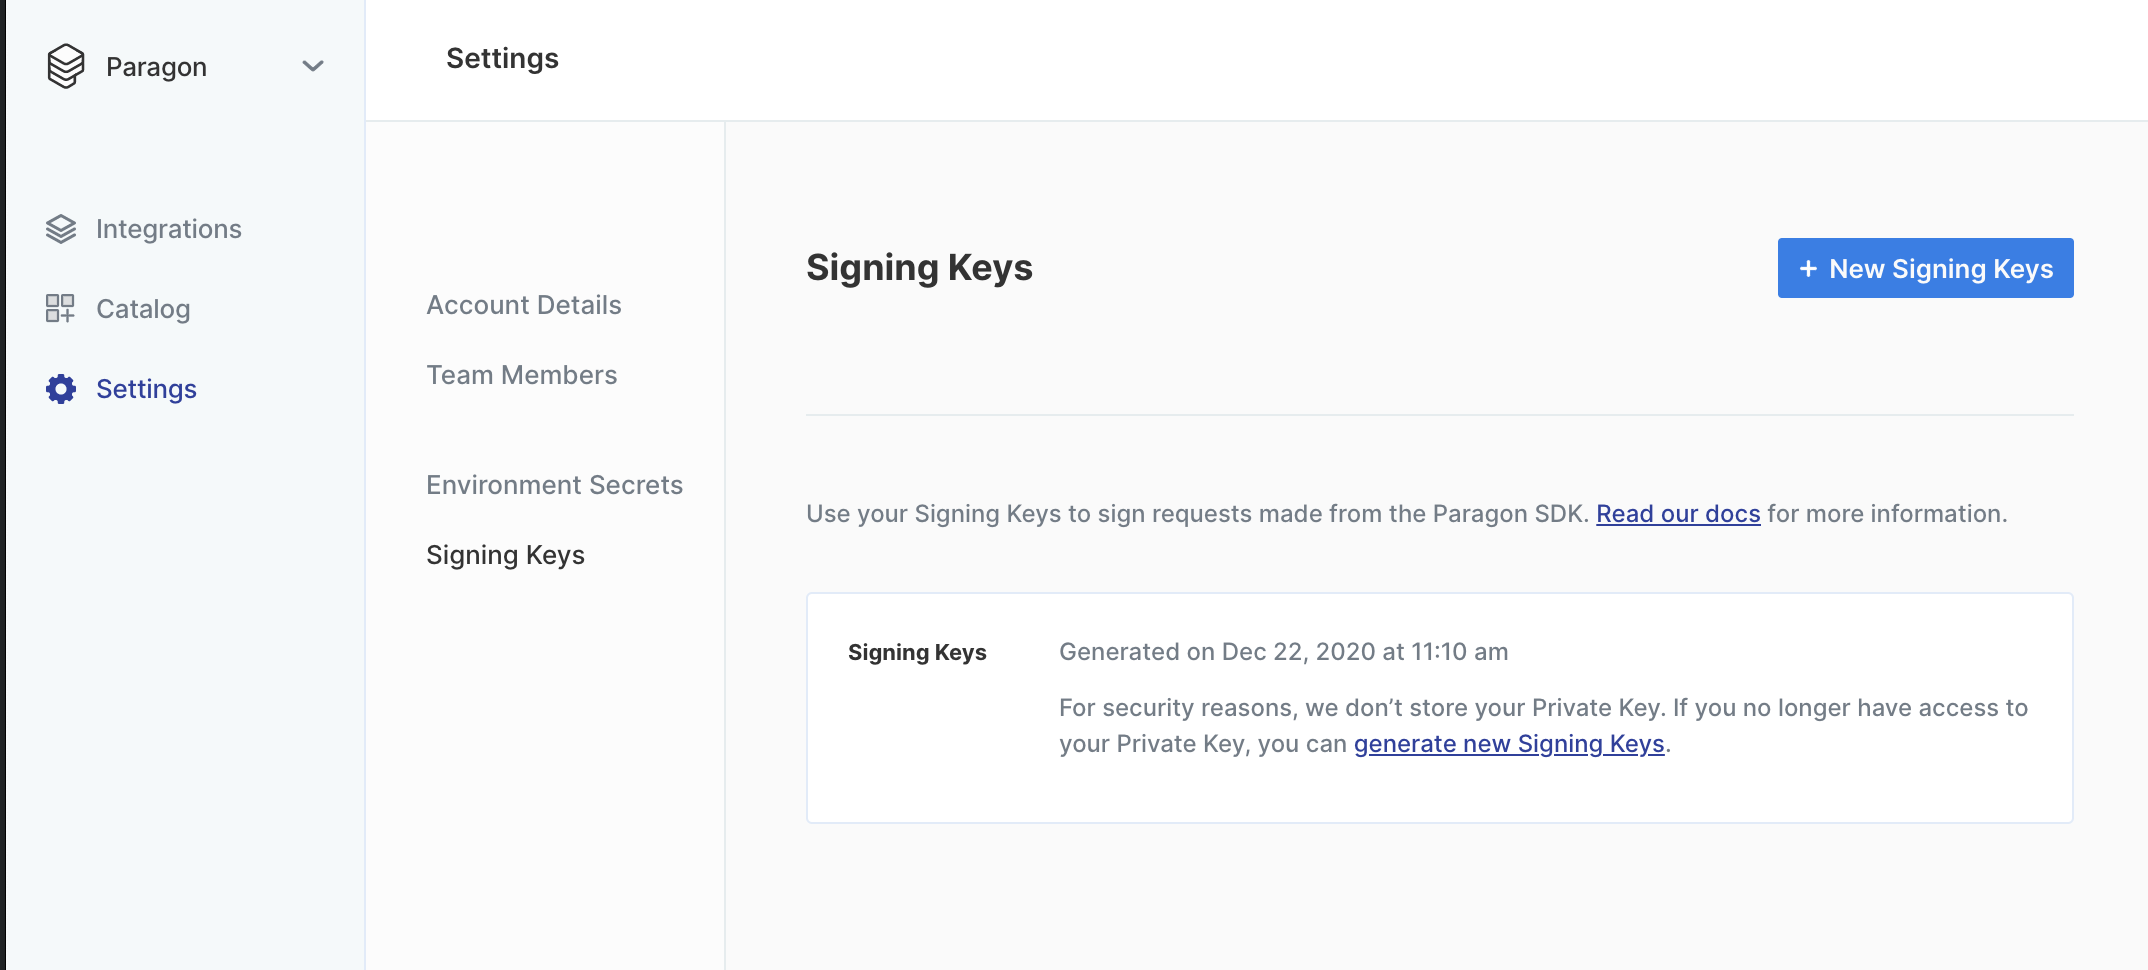 Paragon
Settings
Integrations
Catalog
Settings
Account Details
Team Members
Environment Secrets
Signing Keys
Signing Keys
+ New Signing Keys
Use your Signing Keys to sign requests made from the Paragon SDK. Read our docs for more information.
Signing Keys
Generated on Dec 22, 2020 at 11:10 am
For security reasons, we don’t store your Private Key. If you no longer have access to
your Private Key, you can generate new Signing Keys.